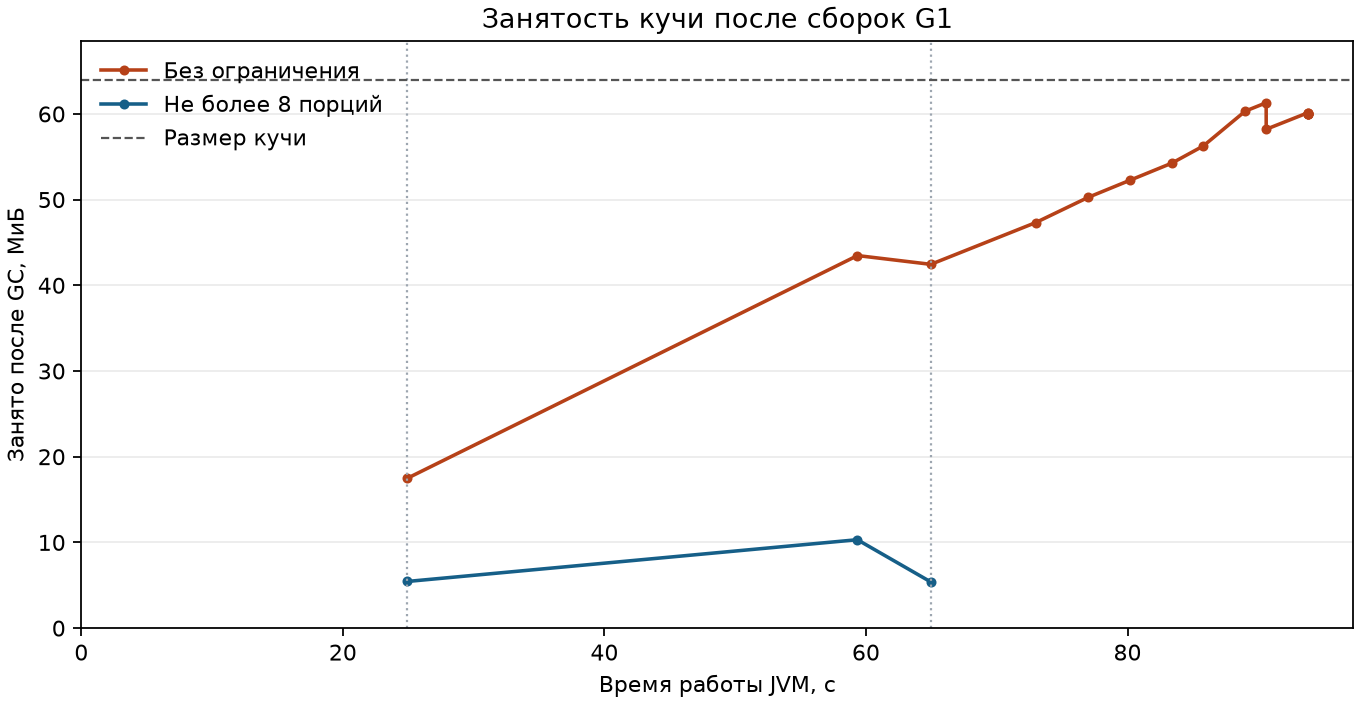 Занятость кучи после сборок G1
Без ограничения
Не более 8 порций
Размер кучи
Занято после GC, МиБ
60
50
40
30
20
10
0
0 20 40 60 80
Время работы JVM, с